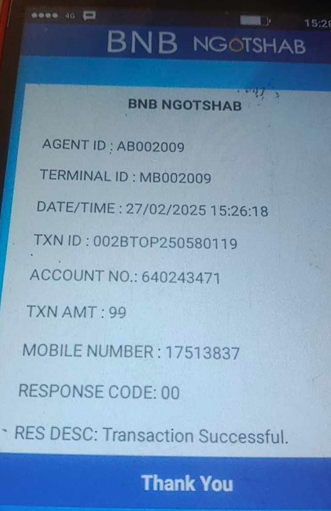 4G 15:26
BNB NGOTSHAB
BNB NGOTSHAB
AGENT ID : AB002009
TERMINAL ID : MB002009
DATE/TIME : 27/02/2025 15:26:18
TXN ID : 002BTOP250580119
ACCOUNT NO.: 640243471
TXN AMT : 99
MOBILE NUMBER : 17513837
RESPONSE CODE: 00
RES DESC: Transaction Successful.
Thank You